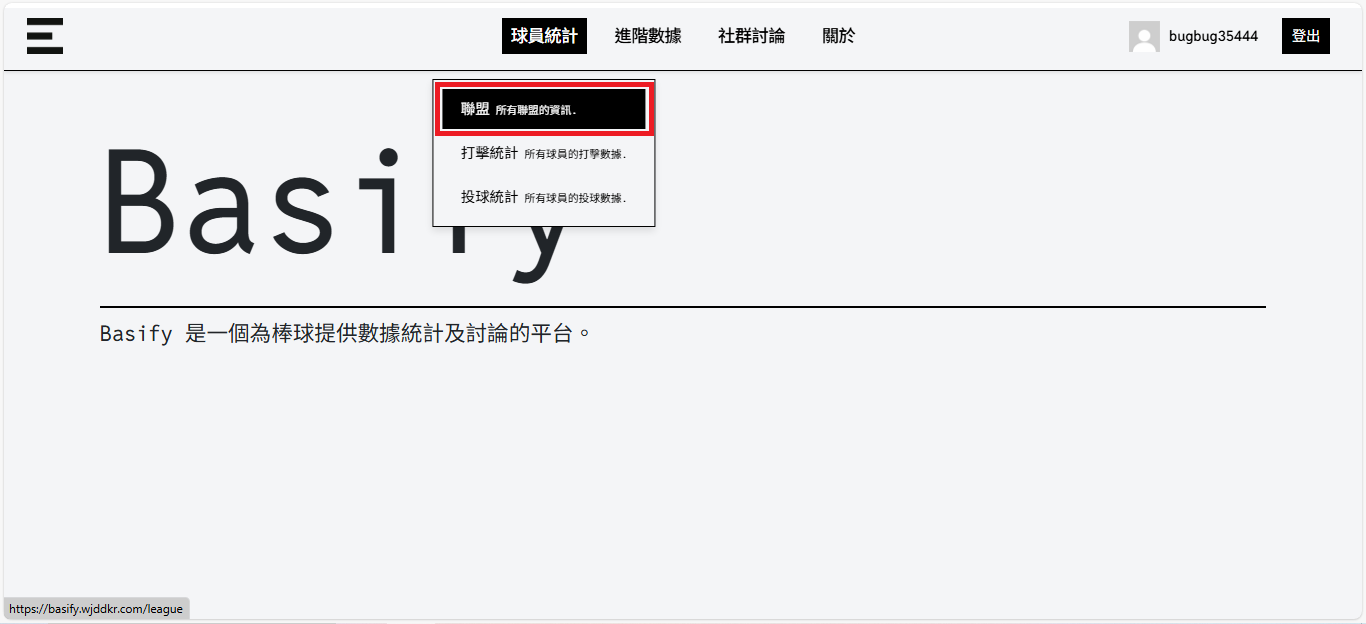 球員統計 進階數據 社群討論 關於 bugbug35444 登出
聯盟 所有聯盟的資訊.
打擊統計 所有球員的打擊數據.
投球統計 所有球員的投球數據.
Basify
Basify 是一個為棒球提供數據統計及討論的平台。
https://basify.wjddkr.com/league